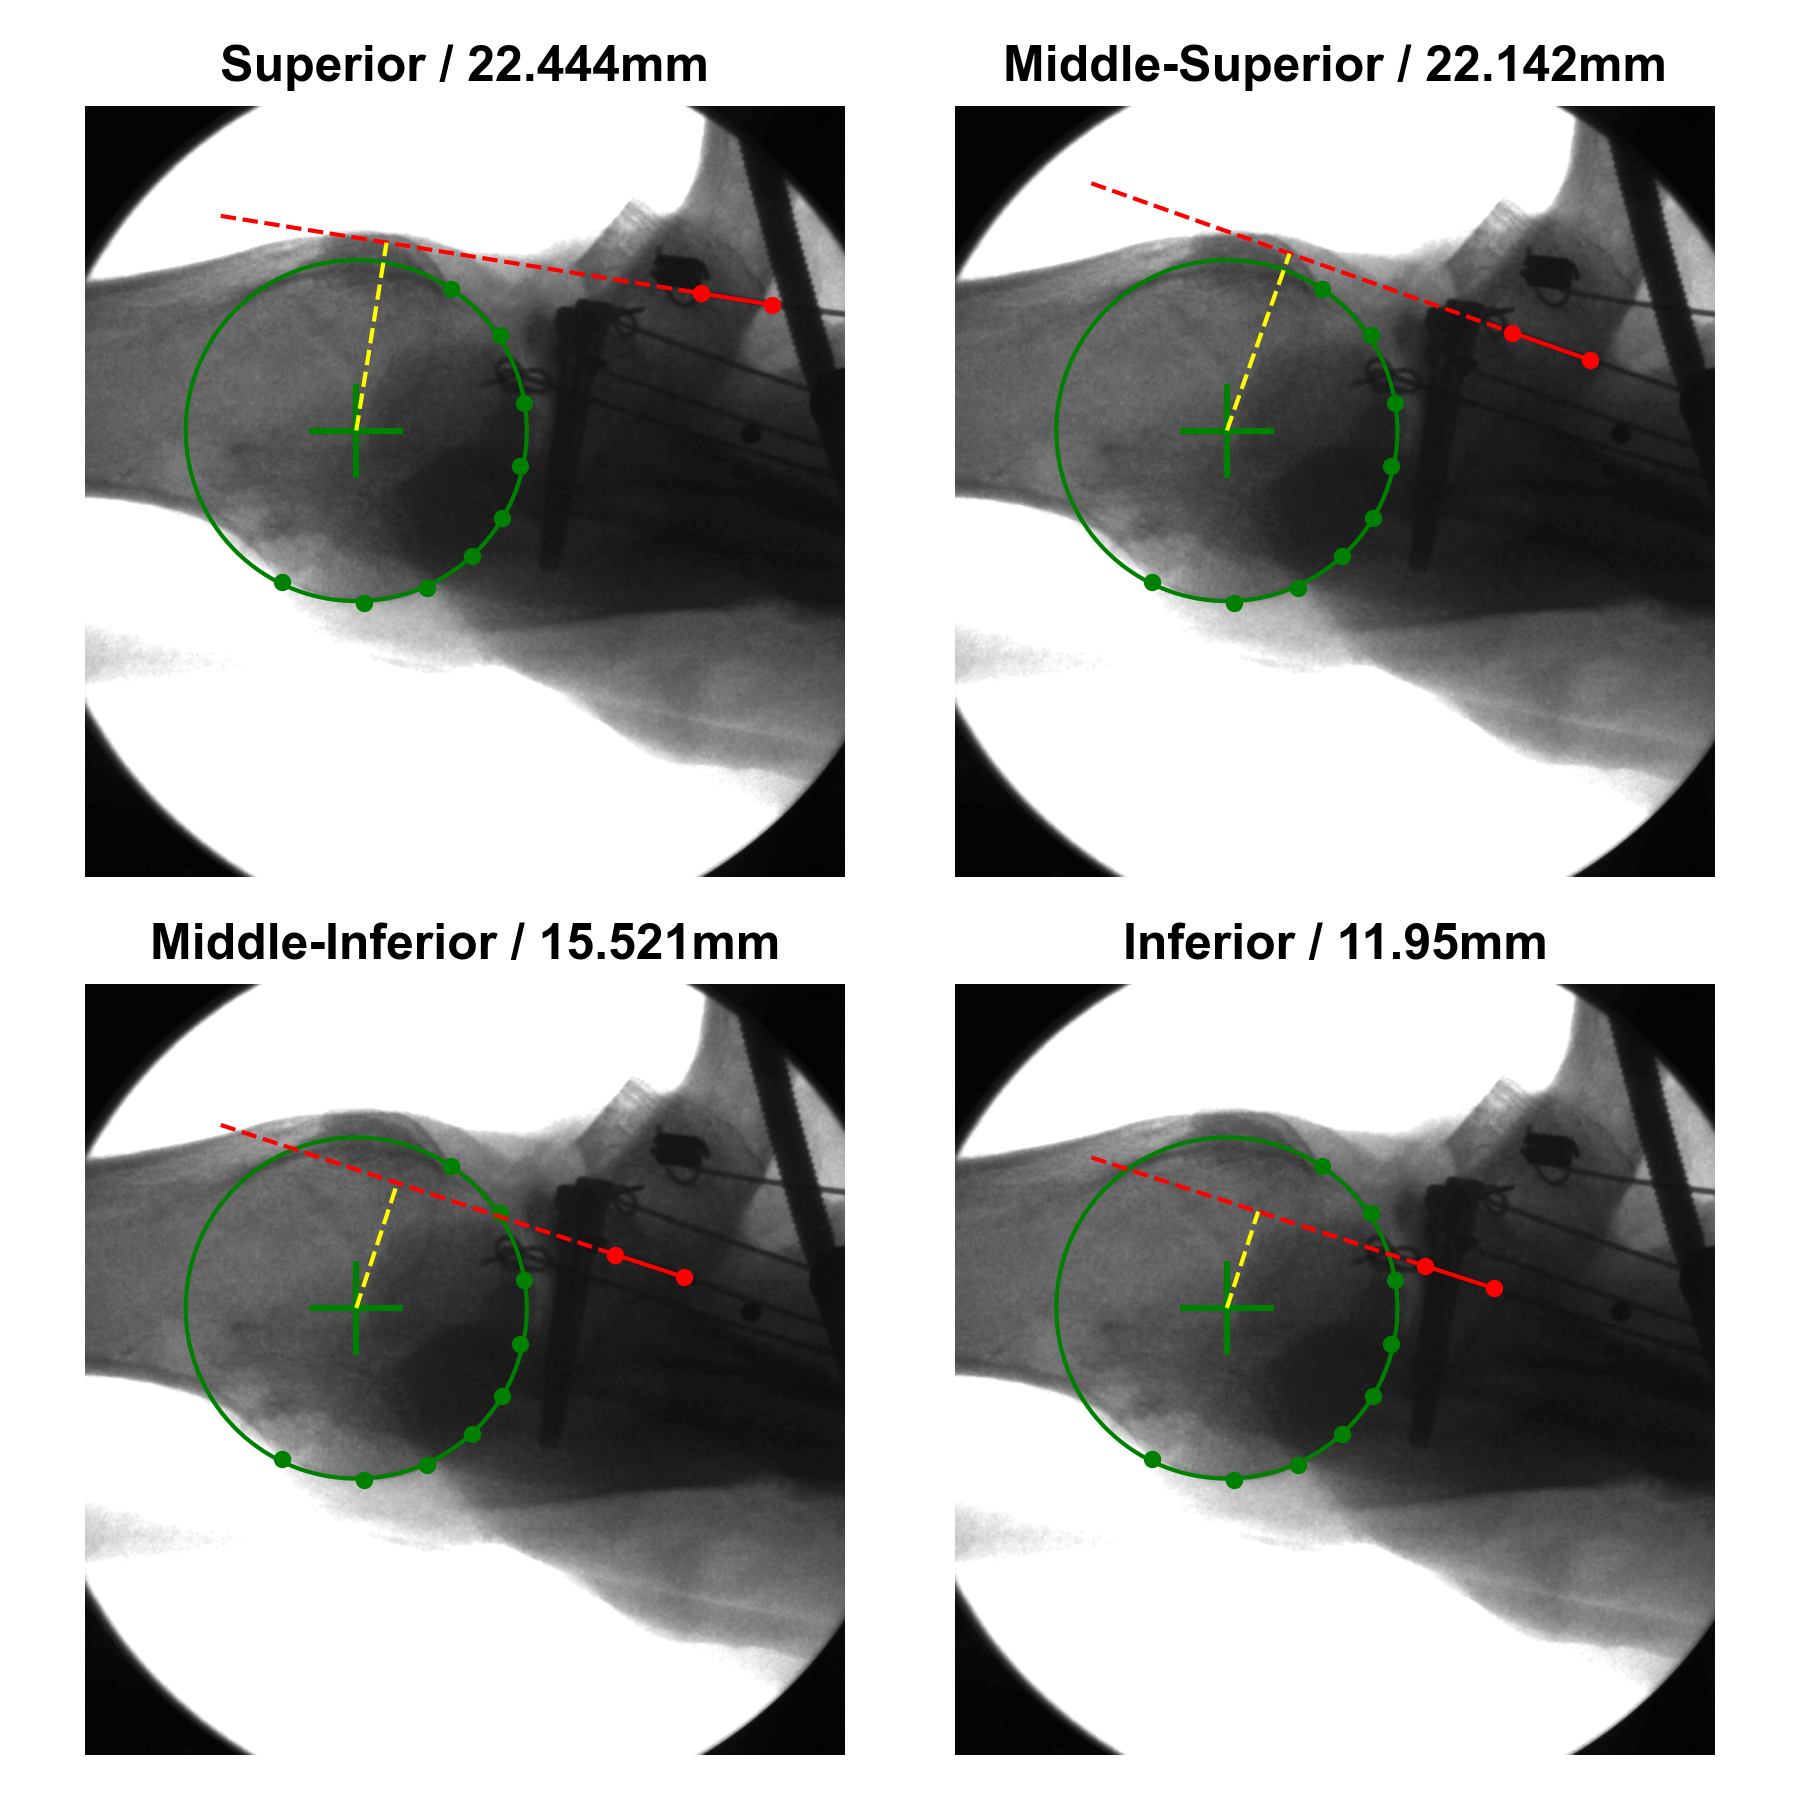 Superior / 22.444mm
Middle-Superior / 22.142mm
Middle-Inferior / 15.521mm
Inferior / 11.95mm